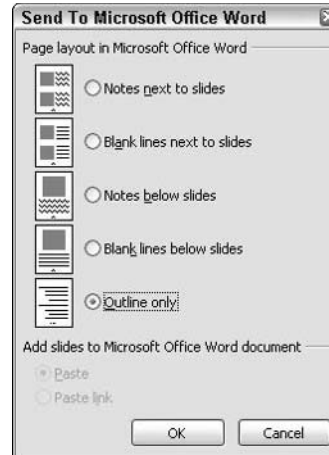 Send To Microsoft Office Word
Page layout in Microsoft Office Word
Notes next to slides
Blank lines next to slides
Notes below slides
Blank lines below slides
Outline only
Add slides to Microsoft Office Word document
Paste
Paste link
OK Cancel